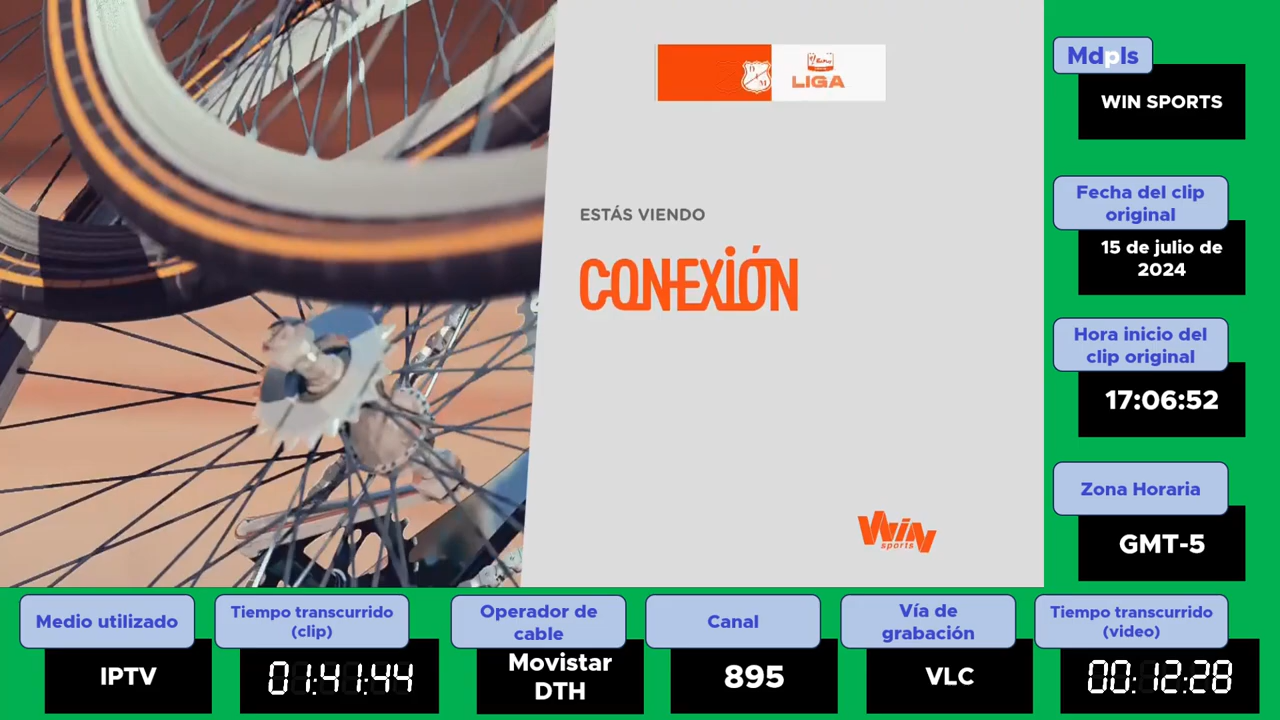 LIGA
ESTÁS VIENDO
CONEXIÓN
WIN
sports
Mdpls
WIN SPORTS
Fecha del clip
original
15 de julio de
2024
Hora inicio del
clip original
17:06:52
Zona Horaria
GMT-5
Medio utilizado
IPTV
Tiempo transcurrido
(clip)
01:41:44
Operador de
cable
Movistar
DTH
Canal
895
Vía de
grabación
VLC
Tiempo transcurrido
(video)
00:12:28